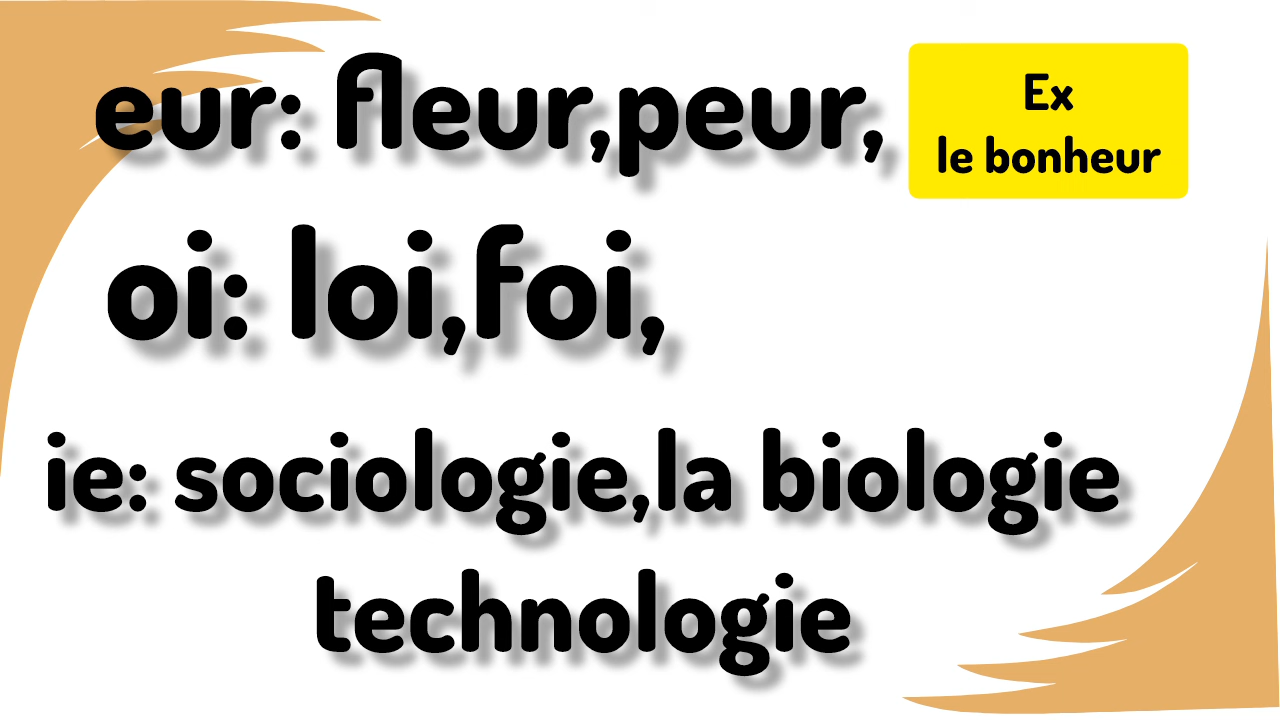 eur: fleur,peur,
Ex
le bonheur
oi: loi,foi,
ie: sociologie,la biologie
technologie